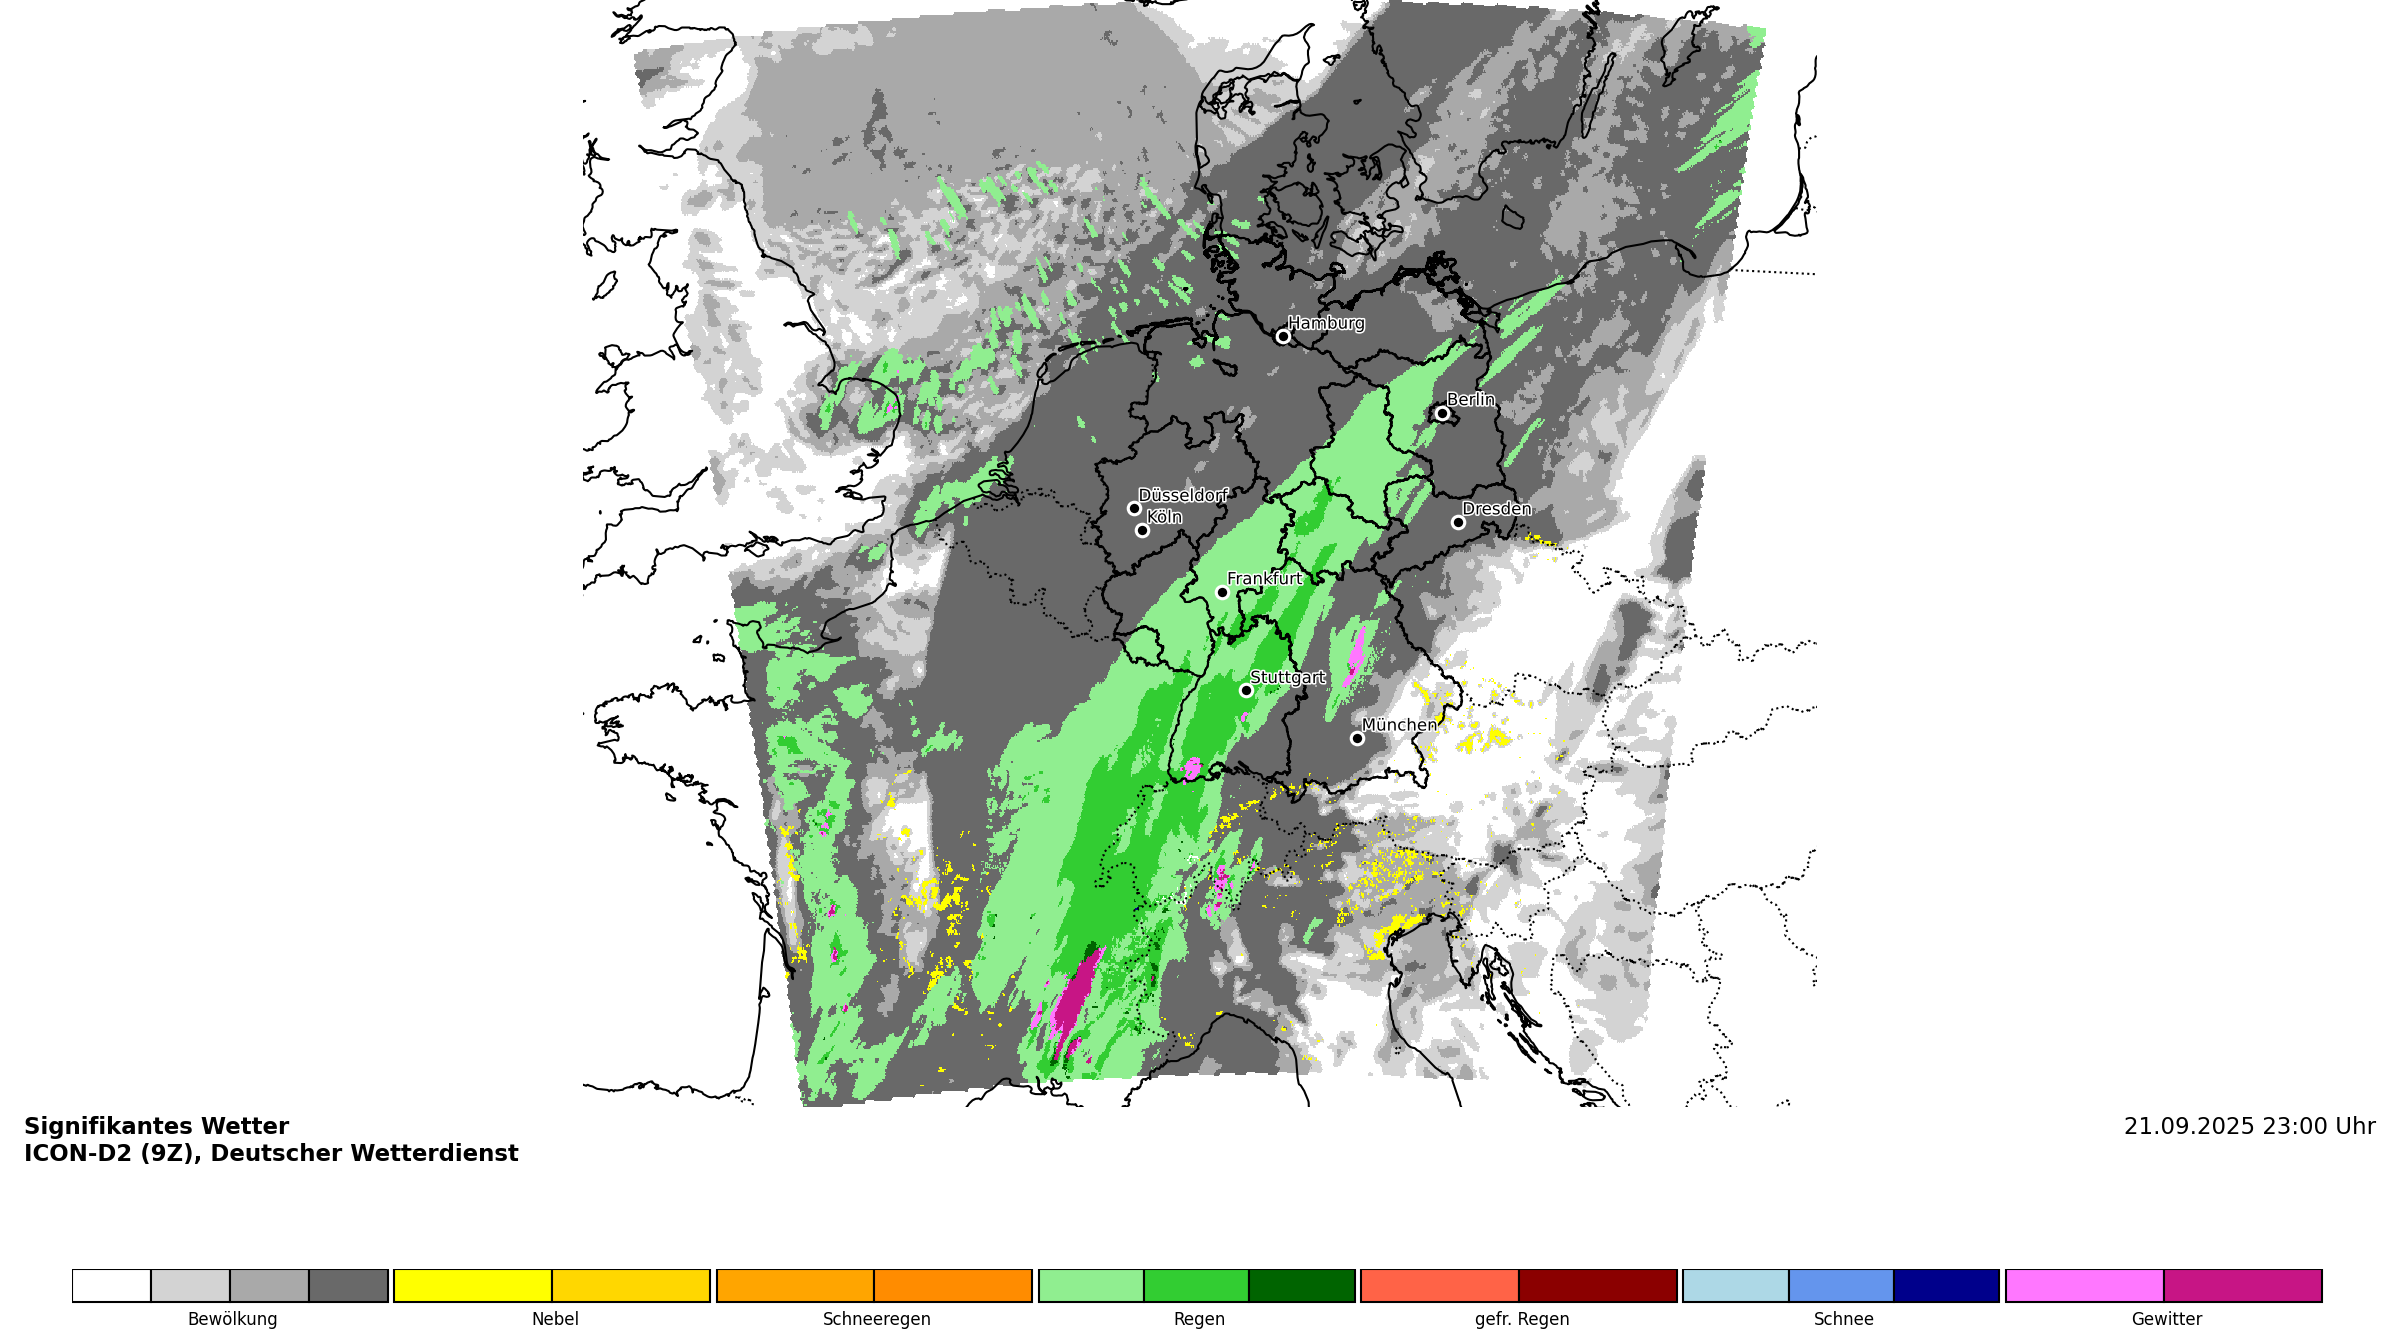 Hamburg
Berlin
Düsseldorf
Köln
Dresden
Frankfurt
Stuttgart
München
Signifikantes Wetter
ICON-D2 (9Z), Deutscher Wetterdienst
21.09.2025 23:00 Uhr
Bewölkung
Nebel
Schneeregen
Regen
gefr. Regen
Schnee
Gewitter